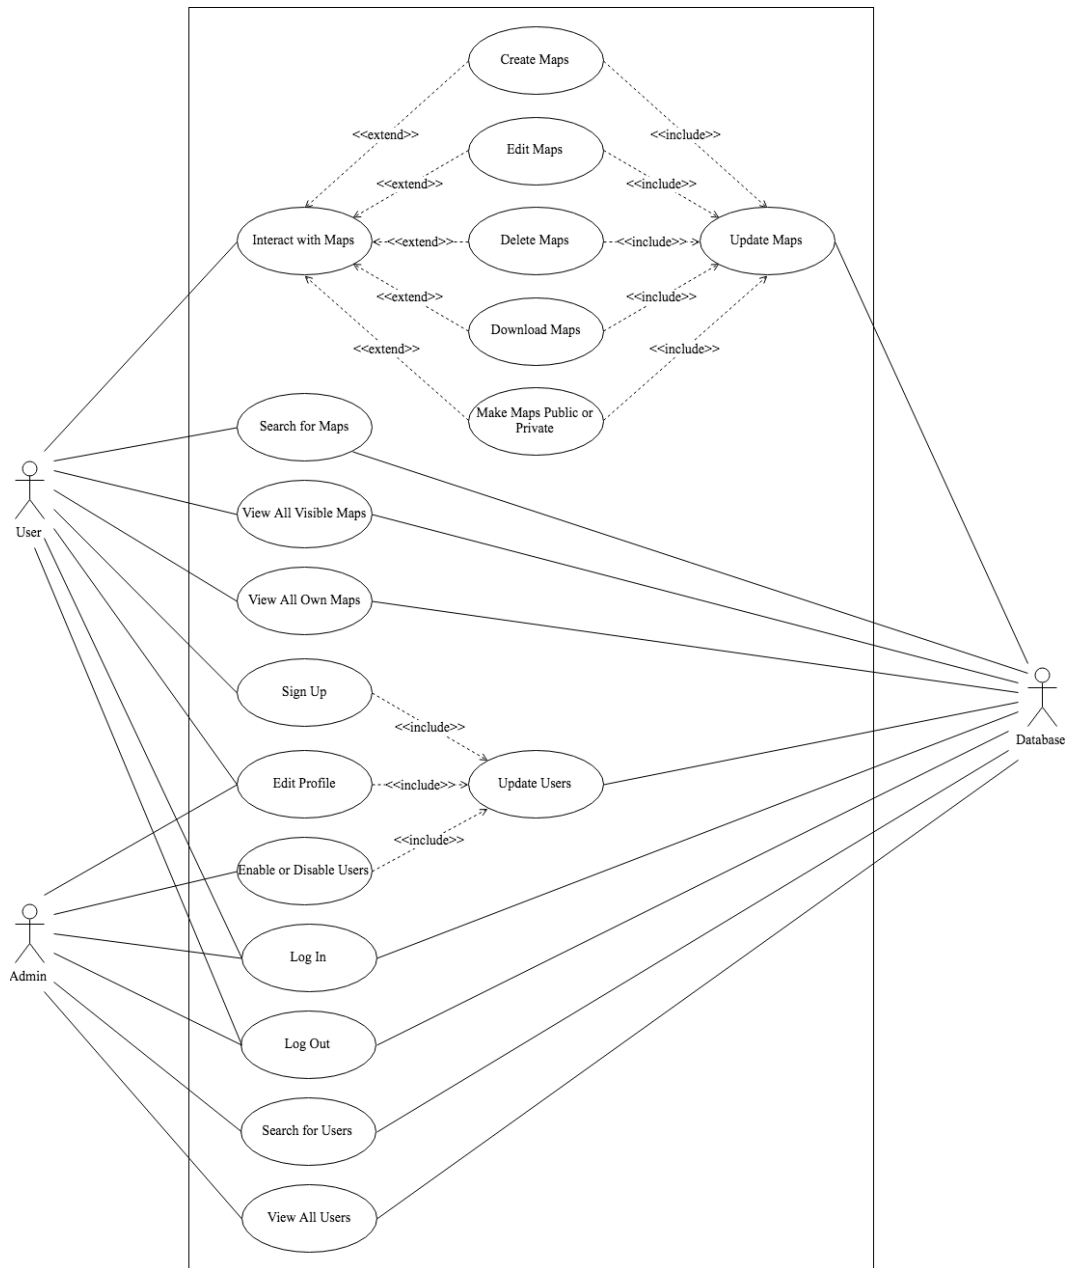 Create Maps
<<extend>>
<<include>>
Edit Maps
<<extend>>
<<include>>
Interact with Maps
<<extend>>
Delete Maps
<<include>>
Update Maps
<<extend>>
<<include>>
Download Maps
<<extend>>
<<include>>
Make Maps Public or
Private
Search for Maps
User
View All Visible Maps
View All Own Maps
Sign Up
<<include>>
Database
Edit Profile
<<include>>
Update Users
<<include>>
Enable or Disable Users
Admin
Log In
Log Out
Search for Users
View All Users